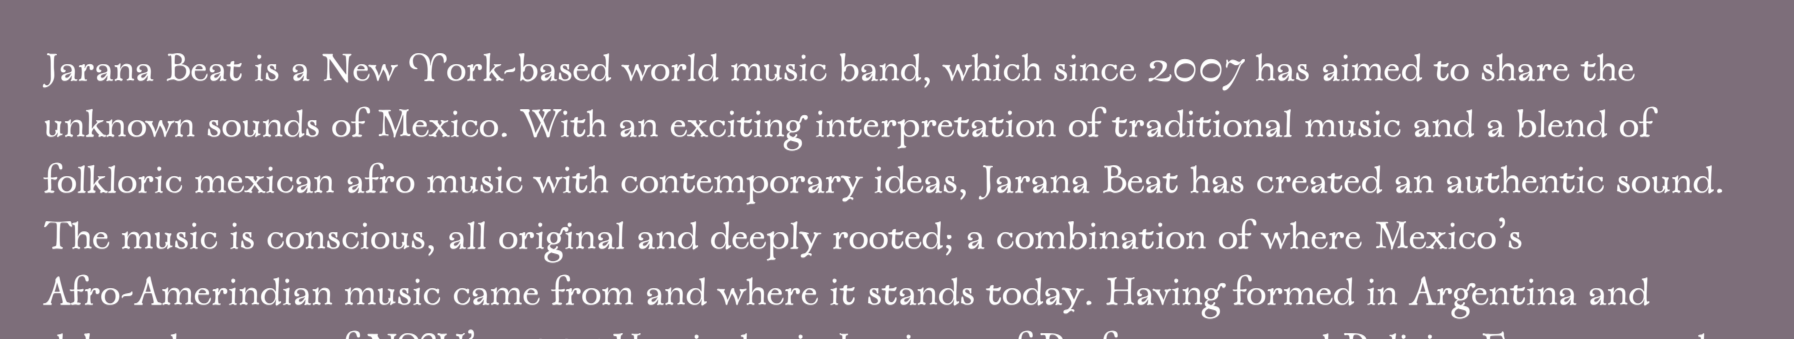 Jarana Beat is a New York-based world music band, which since 2007 has aimed to share the
unknown sounds of Mexico. With an exciting interpretation of traditional music and a blend of
folkloric mexican afro music with contemporary ideas, Jarana Beat has created an authentic sound.
The music is conscious, all original and deeply rooted; a combination of where Mexico’s
Afro-Amerindian music came from and where it stands today. Having formed in Argentina and